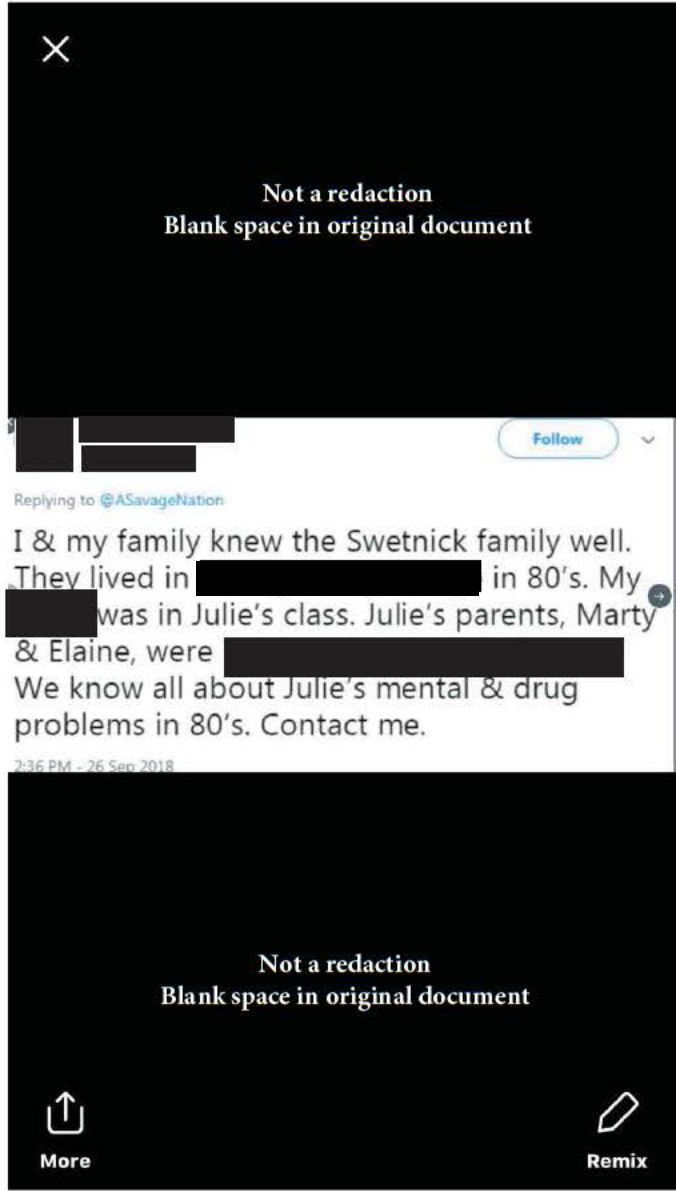 Not a redaction
Blank space in original document
Follow
Replying to @ASavageNation
I & my family knew the Swetnick family well.
They lived in in 80's. My
was in Julie's class. Julie's parents, Marty
& Elaine, were
We know all about Julie's mental & drug
problems in 80's. Contact me.
2:36 PM - 26 Sep 2018
Not a redaction
Blank space in original document
More
Remix